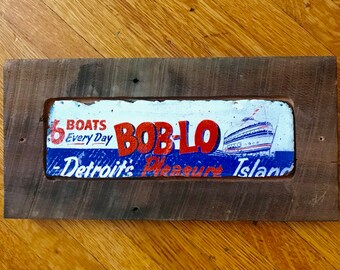 6 BOATS
Every Day
BOB-LO
Detroit's Pleasure Island